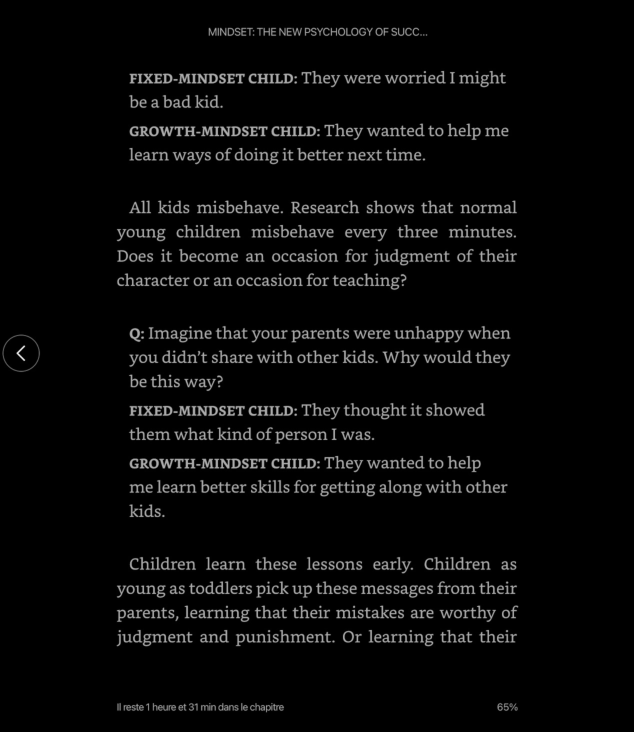 MINDSET: THE NEW PSYCHOLOGY OF SUCC...
FIXED-MINDSET CHILD: They were worried I might
be a bad kid.
GROWTH-MINDSET CHILD: They wanted to help me
learn ways of doing it better next time.
All kids misbehave. Research shows that normal
young children misbehave every three minutes.
Does it become an occasion for judgment of their
character or an occasion for teaching?
Q: Imagine that your parents were unhappy when
you didn’t share with other kids. Why would they
be this way?
FIXED-MINDSET CHILD: They thought it showed
them what kind of person I was.
GROWTH-MINDSET CHILD: They wanted to help
me learn better skills for getting along with other
kids.
Children learn these lessons early. Children as
young as toddlers pick up these messages from their
parents, learning that their mistakes are worthy of
judgment and punishment. Or learning that their
Il reste 1 heure et 31 min dans le chapitre
65%